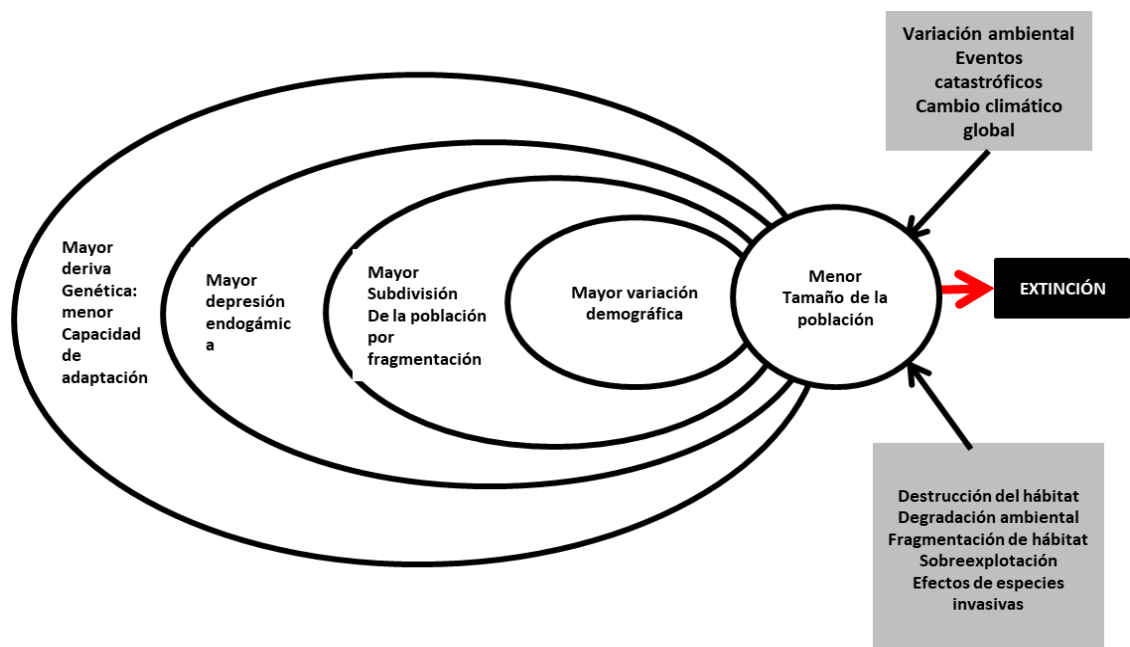 Variación ambiental
Eventos
catastróficos
Cambio climático
global
Mayor
deriva
Genética:
menor
Capacidad
de
adaptación
Mayor
depresión
endogámic
a
Mayor
Subdivisión
De la población
por
fragmentación
Mayor variación
demográfica
Menor
Tamaño de la
población
EXTINCIÓN
Destrucción del hábitat
Degradación ambiental
Fragmentación de hábitat
Sobreexplotación
Efectos de especies
invasivas